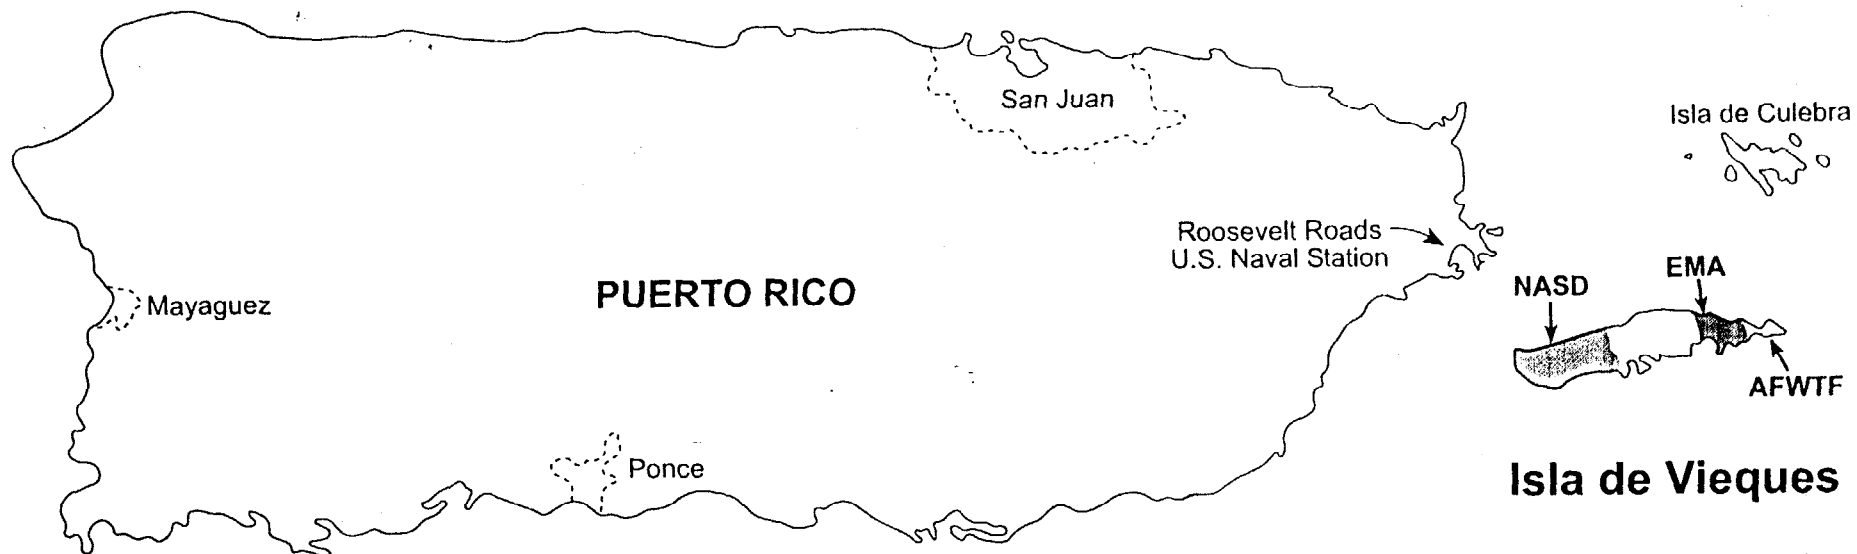 San Juan
Isla de Culebra
Roosevelt Roads
U.S. Naval Station
EMA
NASD
PUERTO RICO
Mayaguez
AFWTF
Ponce
Isla de Vieques